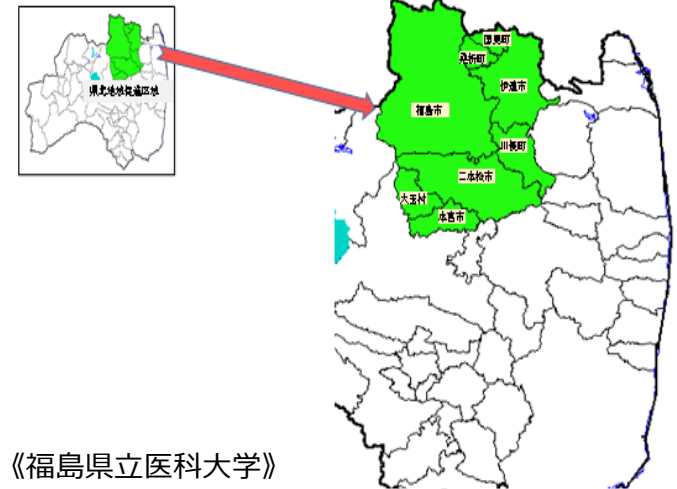 県北地域促進区域
国見町
桑折町
伊達市
福島市
川俣町
二本松市
大玉村
本宮市
《福島県立医科大学》